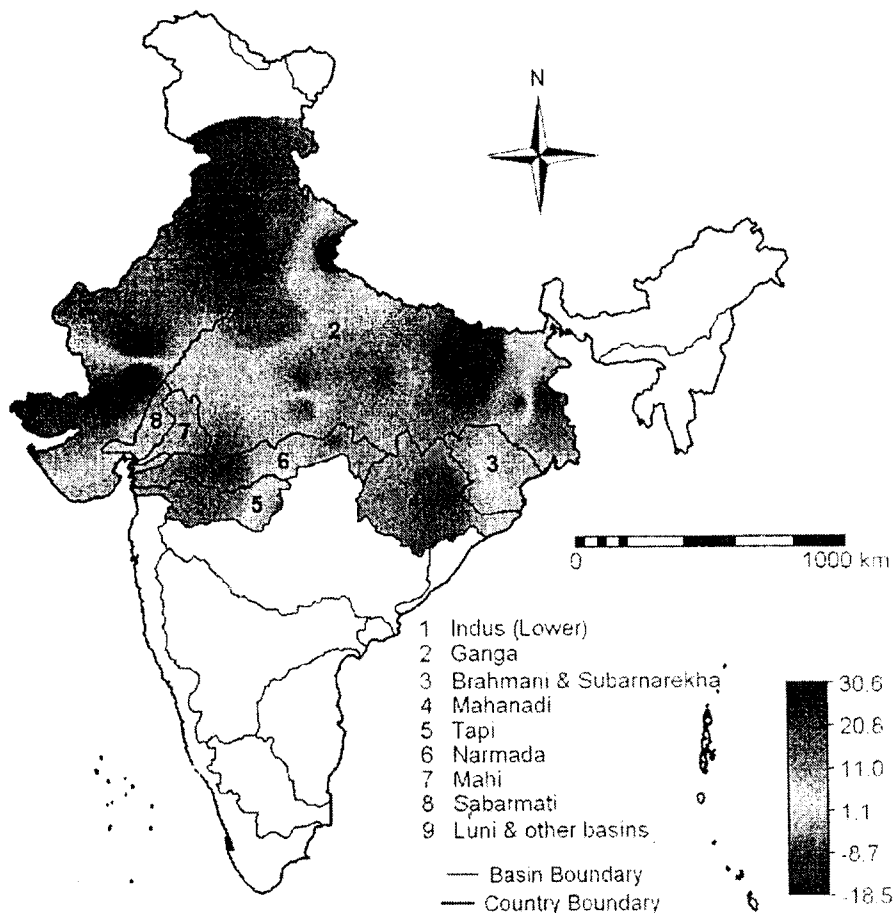 N
2
8
7
6
3
5
0 1000 km
1 Indus (Lower)
2 Ganga
3 Brahmani & Subarnarekha
4 Mahanadi
5 Tapi
6 Narmada
7 Mahi
8 Sabarmati
9 Luni & other basins
Basin Boundary
Country Boundary
30.6
20.8
11.0
1.1
-8.7
-18.5